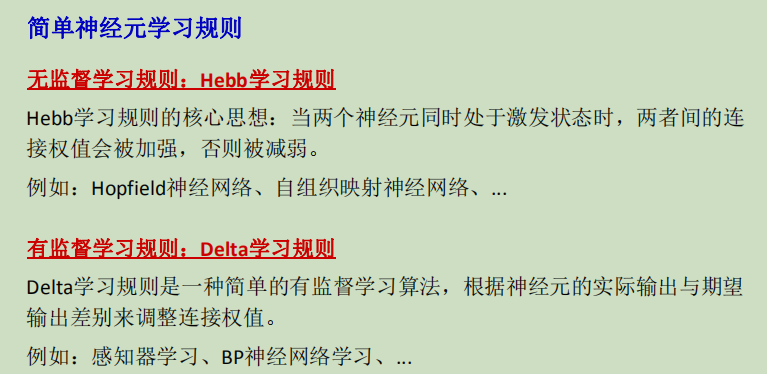 简单神经元学习规则
无监督学习规则：Hebb学习规则
Hebb学习规则的核心思想：当两个神经元同时处于激发状态时，两者间的连
接权值会被加强，否则被减弱。
例如：Hopfield神经网络、自组织映射神经网络、...
有监督学习规则：Delta学习规则
Delta学习规则是一种简单的有监督学习算法，根据神经元的实际输出与期望
输出差别来调整连接权值。
例如：感知器学习、BP神经网络学习、...